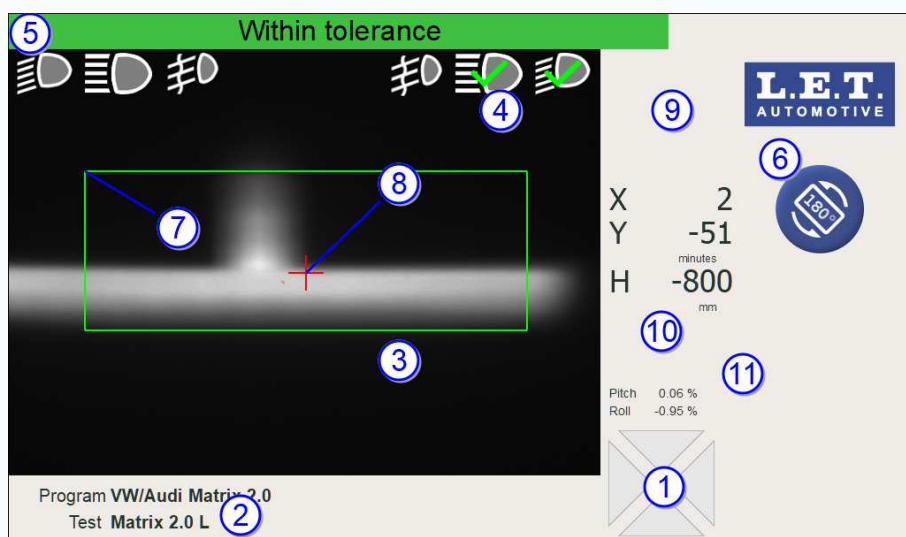 Within tolerance
5
4
9
L.E.T.
AUTOMOTIVE
6
180°
7
8
X 2
Y -51
minutes
H -800
mm
10
3
11
Pitch 0.06 %
Roll -0.95 %
1
Program VW/Audi Matrix 2.0
Test Matrix 2.0 L
2